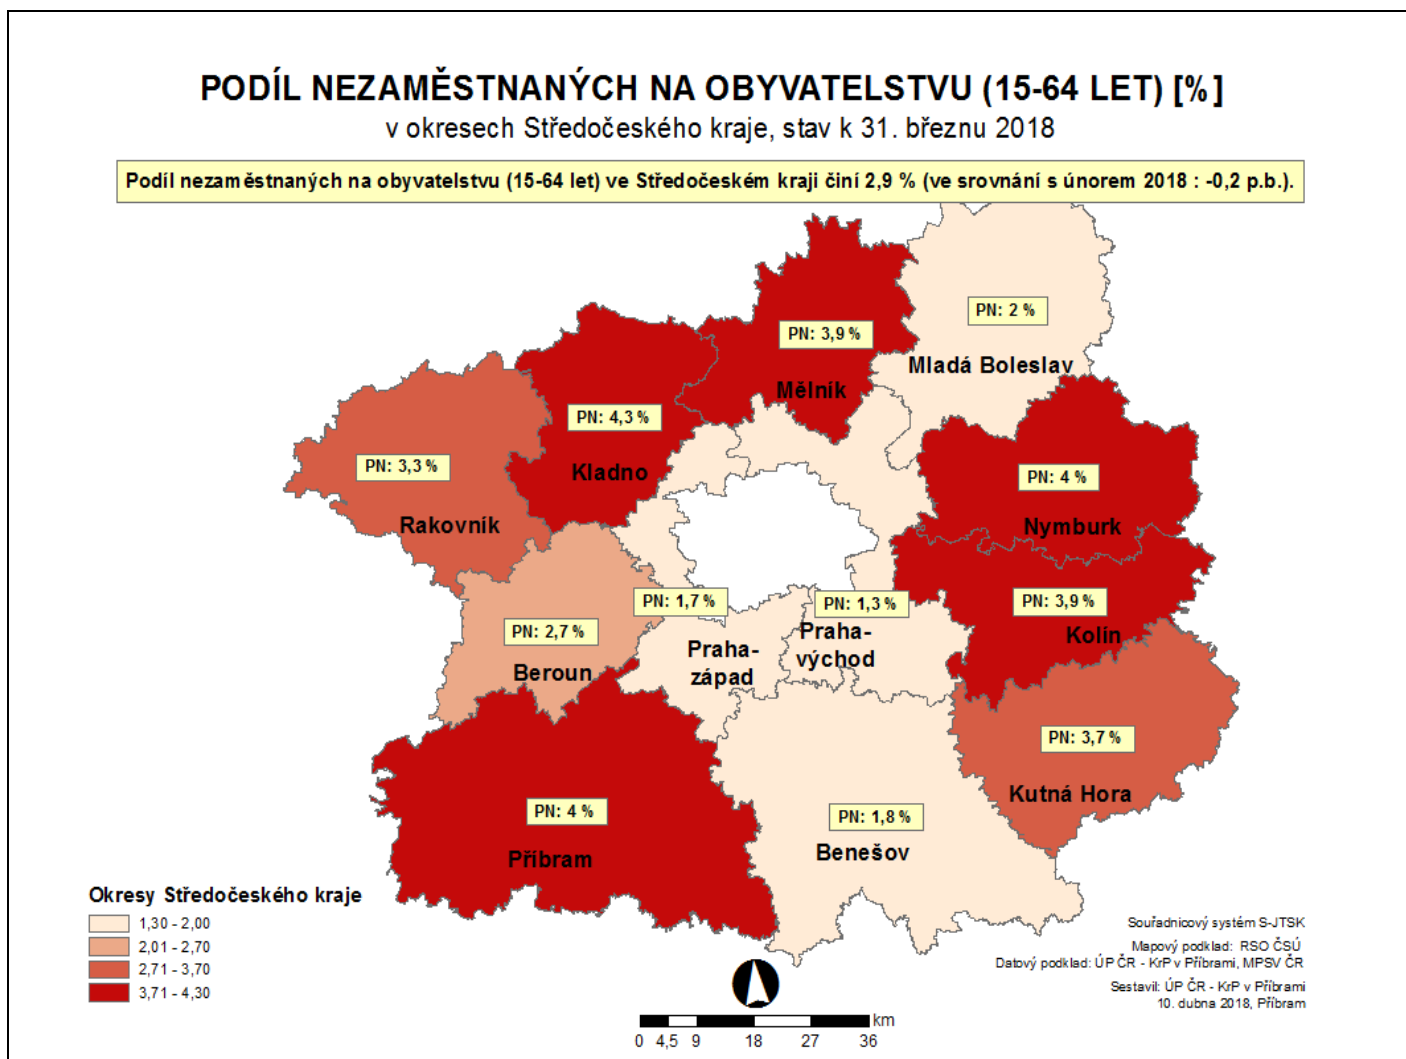 PODÍL NEZAMĚSTNANÝCH NA OBYVATELSTVU (15-64 LET) [%]
v okresech Středočeského kraje, stav k 31. březnu 2018
Podíl nezaměstnaných na obyvatelstvu (15-64 let) ve Středočeském kraji činí 2,9 % (ve srovnání s únorem 2018 : -0,2 p.b.).
PN: 2 %
Mladá Boleslav
PN: 3,9 %
Mělník
PN: 4,3 %
Kladno
PN: 3,3 %
Rakovník
PN: 4 %
Nymburk
PN: 3,9 %
Kolín
PN: 1,7 %
Praha-
západ
PN: 1,3 %
Praha-
východ
PN: 2,7 %
Beroun
PN: 3,7 %
Kutná Hora
PN: 4 %
Příbram
PN: 1,8 %
Benešov
Okresy Středočeského kraje
1,30 - 2,00
2,01 - 2,70
2,71 - 3,70
3,71 - 4,30
km
0 4,5 9 18 27 36
Souřadnicový systém S-JTSK
Mapový podklad: RSO ČSÚ
Datový podklad: ÚP ČR - KrP v Příbrami, MPSV ČR
Sestavil: ÚP ČR - KrP v Příbrami
10. dubna 2018, Příbram